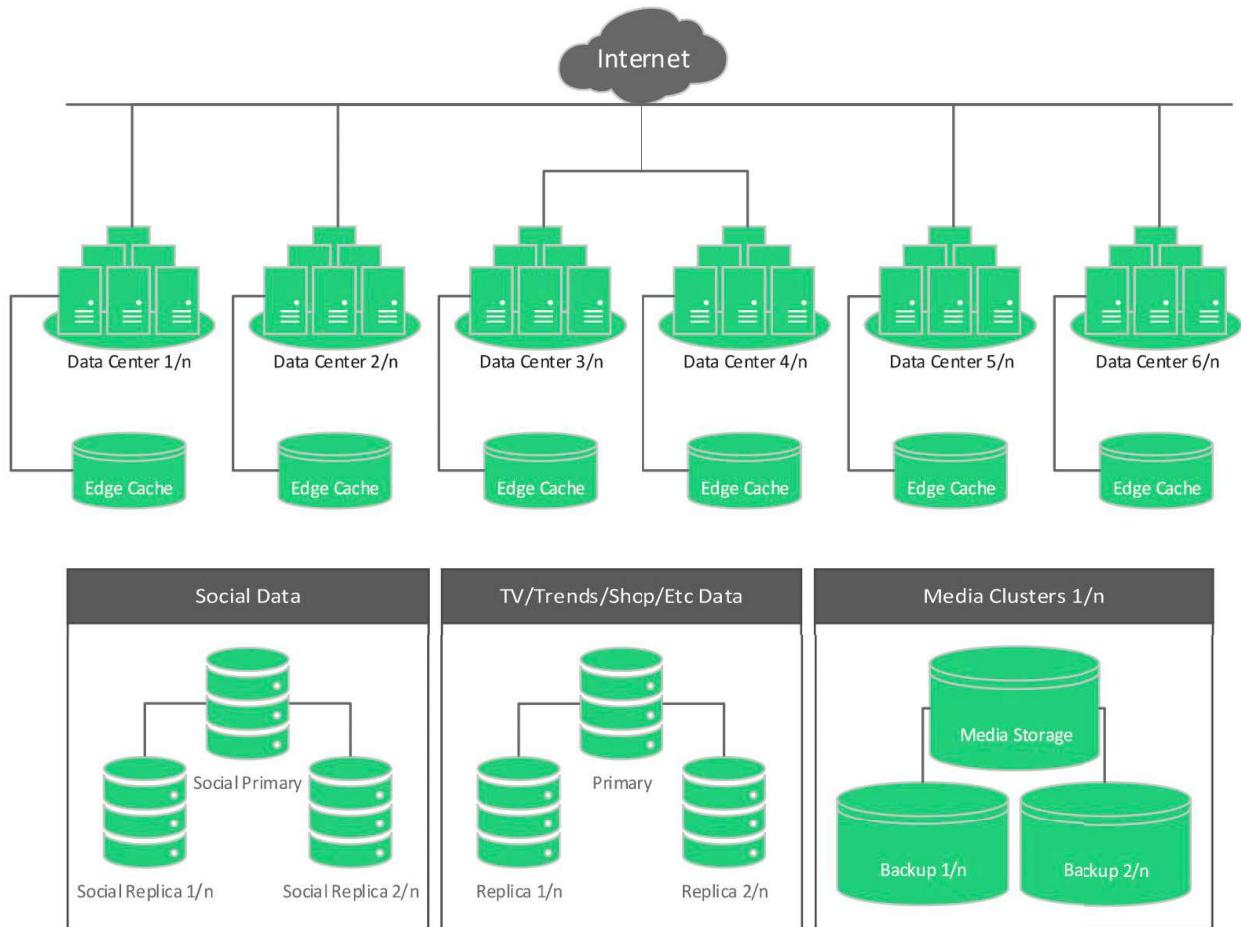 Internet
Data Center 1/n
Data Center 2/n
Data Center 3/n
Data Center 4/n
Data Center 5/n
Data Center 6/n
Edge Cache
Edge Cache
Edge Cache
Edge Cache
Edge Cache
Edge Cache
Social Data
Social Primary
Social Replica 1/n
Social Replica 2/n
TV/Trends/Shop/Etc Data
Primary
Replica 1/n
Replica 2/n
Media Clusters 1/n
Media Storage
Backup 1/n
Backup 2/n